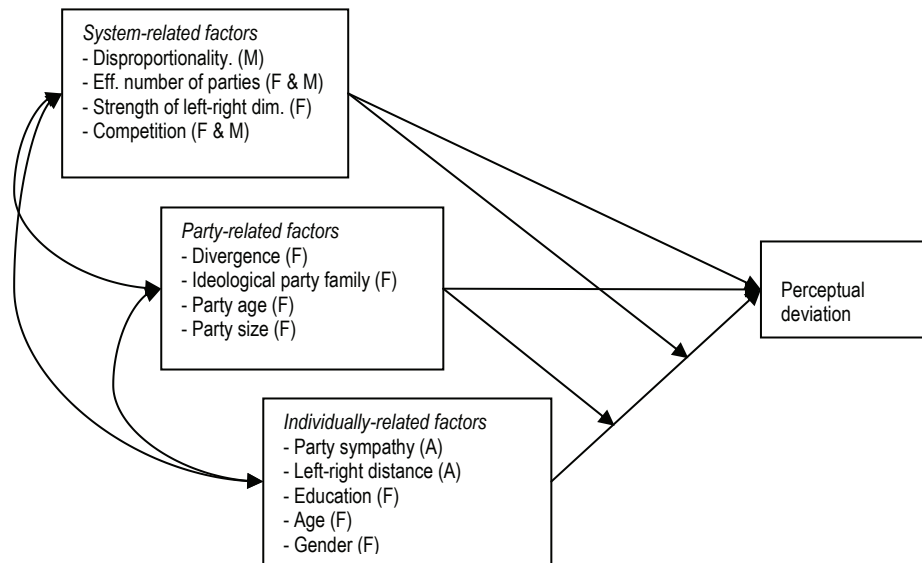 System-related factors
- Disproportionality. (M)
- Eff. number of parties (F & M)
- Strength of left-right dim. (F)
- Competition (F & M)
Party-related factors
- Divergence (F)
- Ideological party family (F)
- Party age (F)
- Party size (F)
Perceptual
deviation
Individually-related factors
- Party sympathy (A)
- Left-right distance (A)
- Education (F)
- Age (F)
- Gender (F)